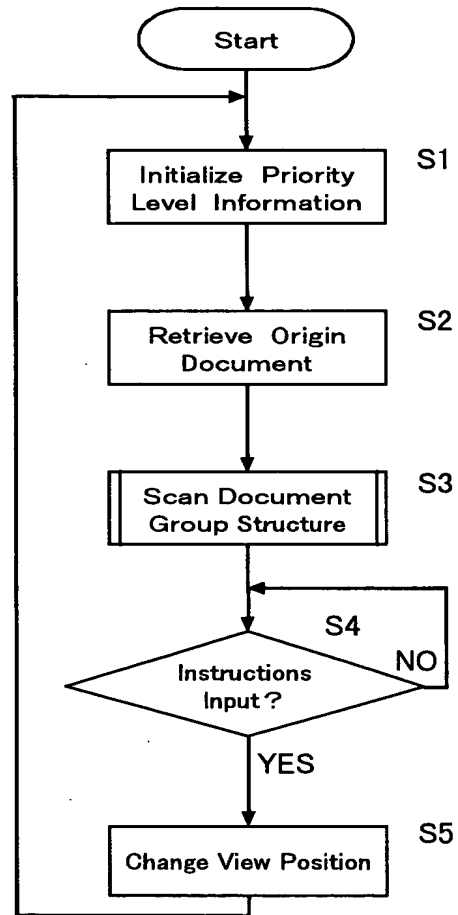 Start
S1
Initialize Priority
Level Information
S2
Retrieve Origin
Document
S3
Scan Document
Group Structure
S4
NO
Instructions
Input?
YES
S5
Change View Position